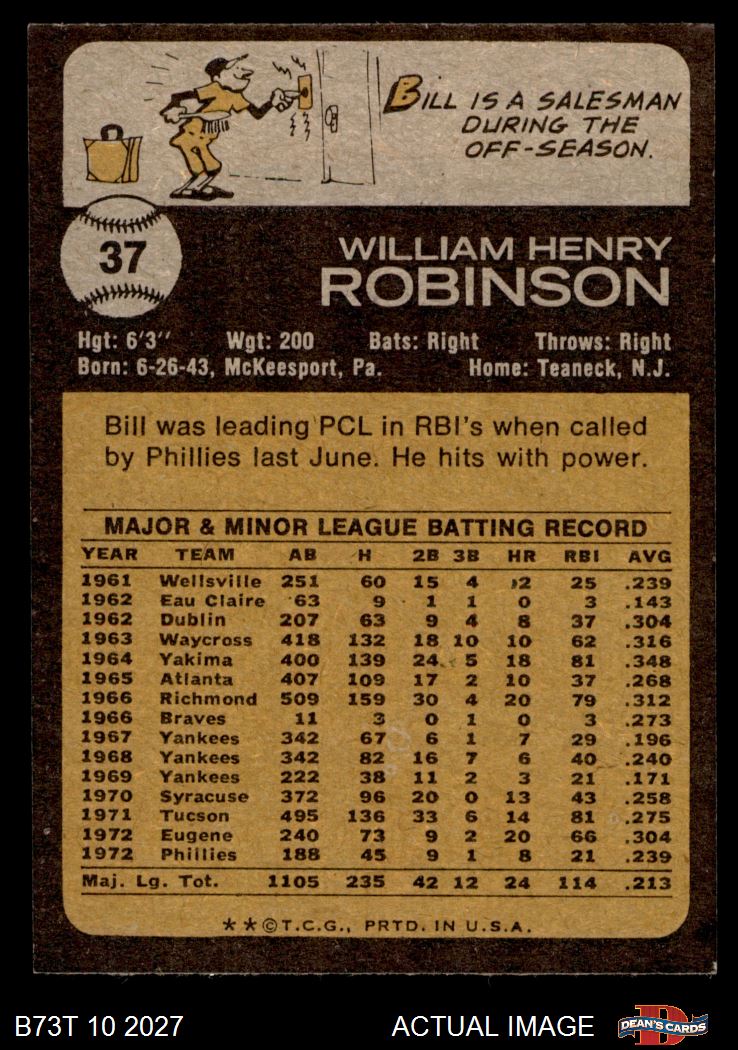 BILL IS A SALESMAN
DURING THE
OFF-SEASON.
37
WILLIAM HENRY
ROBINSON
Hgt: 6'3" Wgt: 200 Bats: Right Throws: Right
Born: 6-26-43, McKeesport, Pa. Home: Teaneck, N.J.
Bill was leading PCL in RBI's when called
by Phillies last June. He hits with power.
MAJOR & MINOR LEAGUE BATTING RECORD
YEAR TEAM AB H 2B 3B HR RBI AVG
1961 Wellsville 251 60 15 4 2 25 .239
1962 Eau Claire 63 9 1 1 0 3 .143
1962 Dublin 207 63 9 4 8 37 .304
1963 Waycross 418 132 18 10 10 62 .316
1964 Yakima 400 139 24 5 18 81 .348
1965 Atlanta 407 109 17 2 10 37 .268
1966 Richmond 509 159 30 4 20 79 .312
1966 Braves 11 3 0 1 0 3 .273
1967 Yankees 342 67 6 1 7 29 .196
1968 Yankees 342 82 16 7 6 40 .240
1969 Yankees 222 38 11 2 3 21 .171
1970 Syracuse 372 96 20 0 13 43 .258
1971 Tucson 495 136 33 6 14 81 .275
1972 Eugene 240 73 9 2 20 66 .304
1972 Phillies 188 45 9 1 8 21 .239
Maj. Lg. Tot. 1105 235 42 12 24 114 .213
**©T.C.G., PRTD. IN U.S.A.
B73T 10 2027 ACTUAL IMAGE
D
DEAN'S CARDS